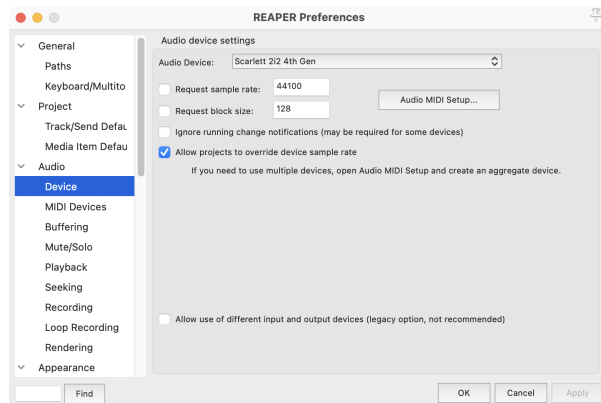 REAPER Preferences
General
Paths
Keyboard/Multito
Project
Track/Send Defau
Media Item Defau
Audio
Device
MIDI Devices
Buffering
Mute/Solo
Playback
Seeking
Recording
Loop Recording
Rendering
Appearance
Find
Audio device settings
Audio Device: Scarlett 2i2 4th Gen
Request sample rate: 44100
Request block size: 128
Audio MIDI Setup...
Ignore running change notifications (may be required for some devices)
Allow projects to override device sample rate
If you need to use multiple devices, open Audio MIDI Setup and create an aggregate device.
Allow use of different input and output devices (legacy option, not recommended)
OK Cancel Apply